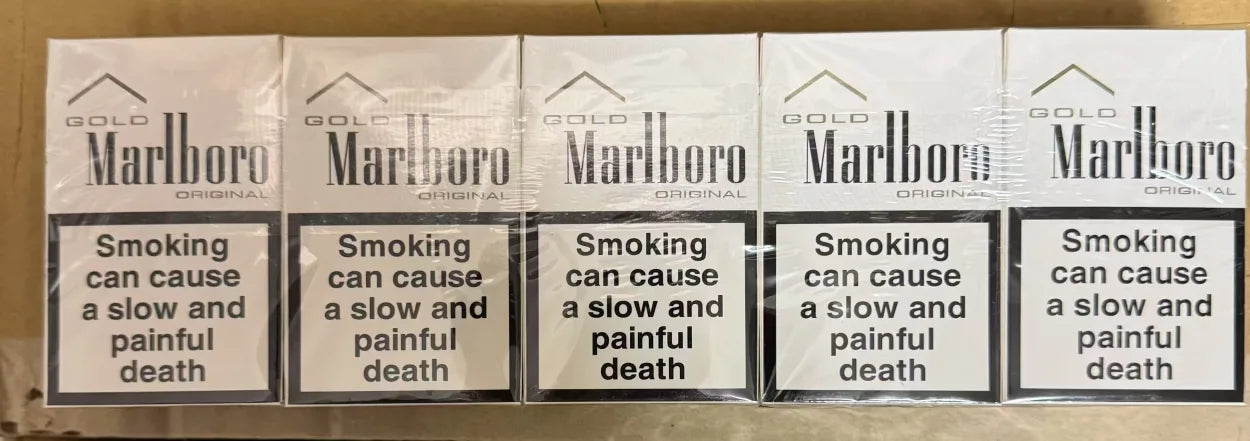 GOLD
Marlboro
ORIGINAL
Smoking
can cause
a slow and
painful
death
GOLD
Marlboro
ORIGINAL
Smoking
can cause
a slow and
painful
death
GOLD
Marlboro
ORIGINAL
Smoking
can cause
a slow and
painful
death
GOLD
Marlboro
ORIGINAL
Smoking
can cause
a slow and
painful
death
GOLD
Marlboro
ORIGINAL
Smoking
can cause
a slow and
painful
death